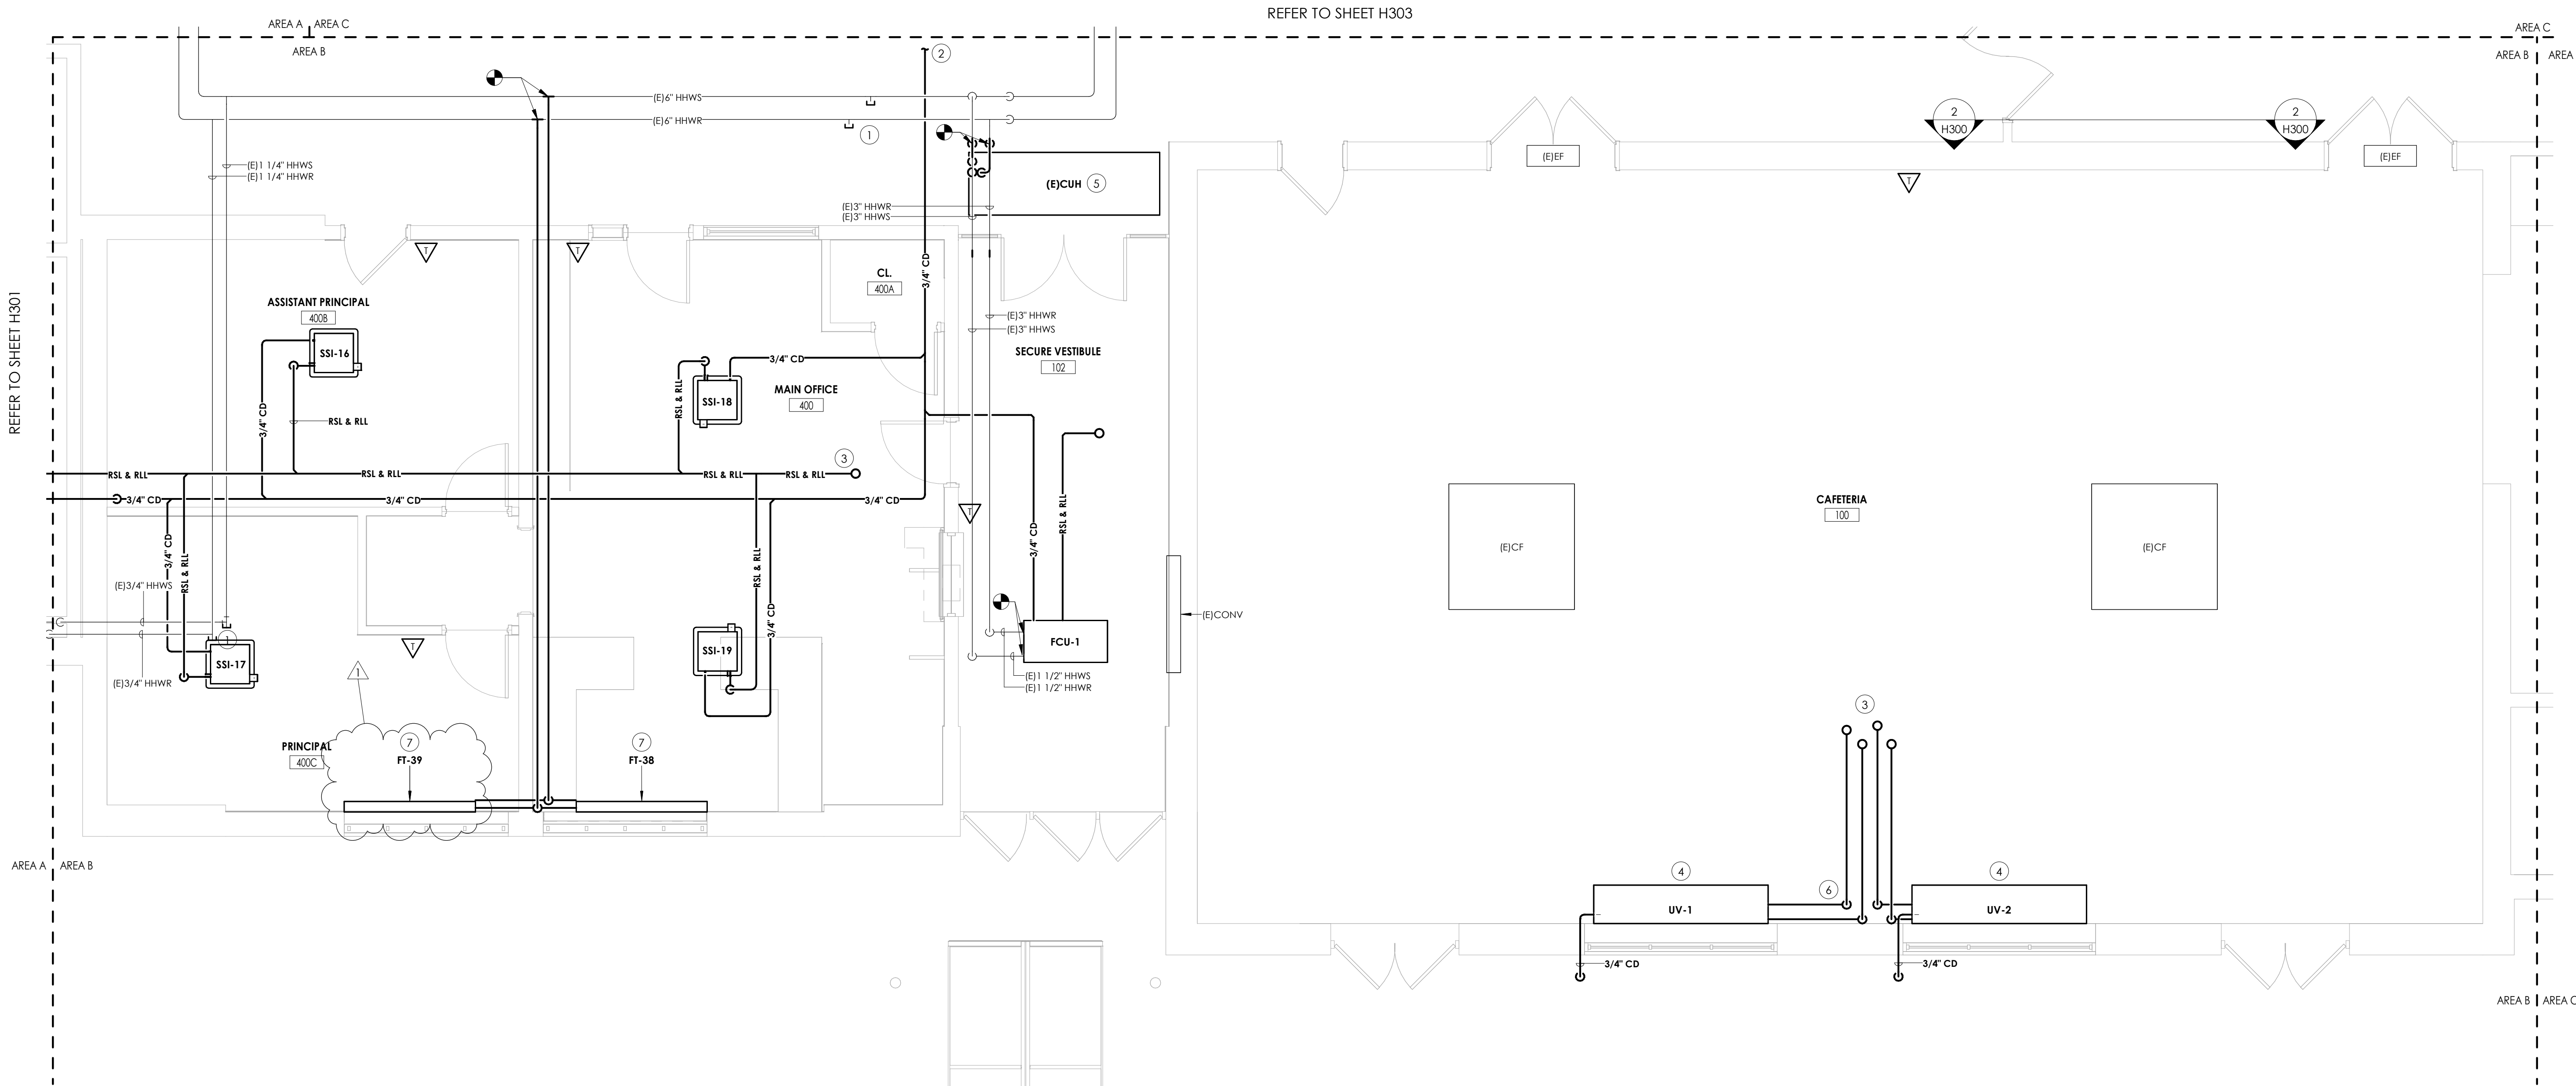 REFER TO SHEET H303
AREA A
AREA C
AREA B
AREA C
AREA B
AREA
2
(E)6" HHWS
(E)6" HHWR
1
2
H300
2
H300
(E)EF
(E)EF
(E)1 1/4" HHWS
(E)1 1/4" HHWR
(E)CUH
5
T
(E)3" HHWR
(E)3" HHWS
T
T
3/4" CD
CL.
400A
REFER TO SHEET H301
ASSISTANT PRINCIPAL
400B
SSI-16
(E)3" HHWR
(E)3" HHWS
SECURE VESTIBULE
102
3/4" CD
RSL & RLL
SSI-18
MAIN OFFICE
400
3/4" CD
RSL & RLL
3
RSL & RLL
RSL & RLL
RSL & RLL
RSL & RLL
3/4" CD
3/4" CD
3/4" CD
T
3/4" CD
RSL & RLL
CAFETERIA
100
(E)CF
(E)CF
3/4" CD
RSL & RLL
RSL & RLL
3/4" CD
(E)3/4" HHWS
(E)CONV
1
T
SSI-17
SSI-19
FCU-1
(E)3/4" HHWR
1
(E)1 1/2" HHWS
(E)1 1/2" HHWR
3
PRINCIPAL
400C
7
FT-39
7
FT-38
AREA A
AREA B
4
4
6
UV-1
UV-2
3/4" CD
3/4" CD
AREA B
AREA C